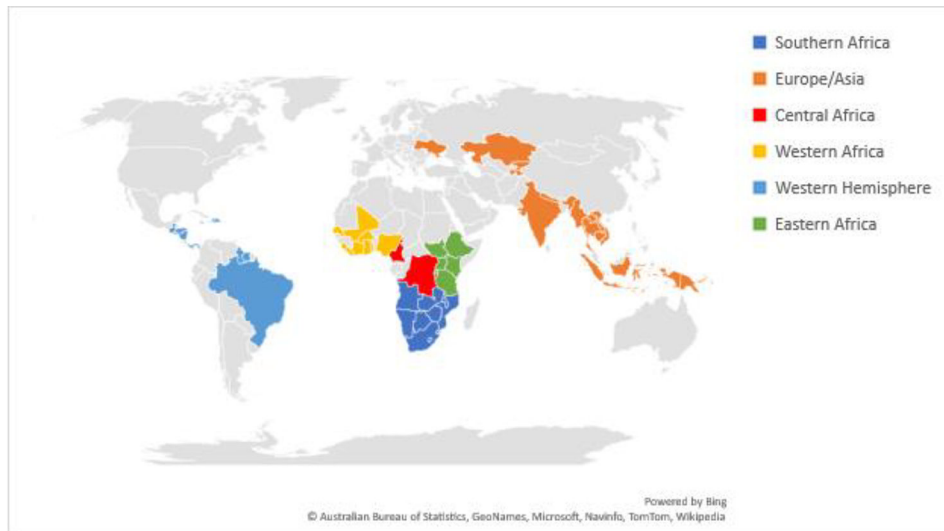 Southern Africa
Europe/Asia
Central Africa
Western Africa
Western Hemisphere
Eastern Africa
Powered by Bing
© Australian Bureau of Statistics, GeoNames, Microsoft, Navinfo, TomTom, Wikipedia